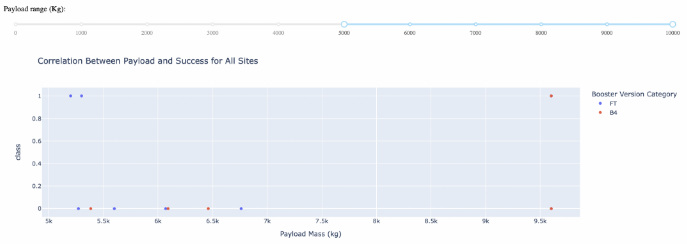 Payload range (Kg):
0 1000 2000 3000 4000 5000 6000 7000 8000 9000 10000
Correlation Between Payload and Success for All Sites
Booster Version Category
FT
B4
1
0.8
0.6
0.4
0.2
0
class
5k 5.5k 6k 6.5k 7k 7.5k 8k 8.5k 9k 9.5k
Payload Mass (kg)